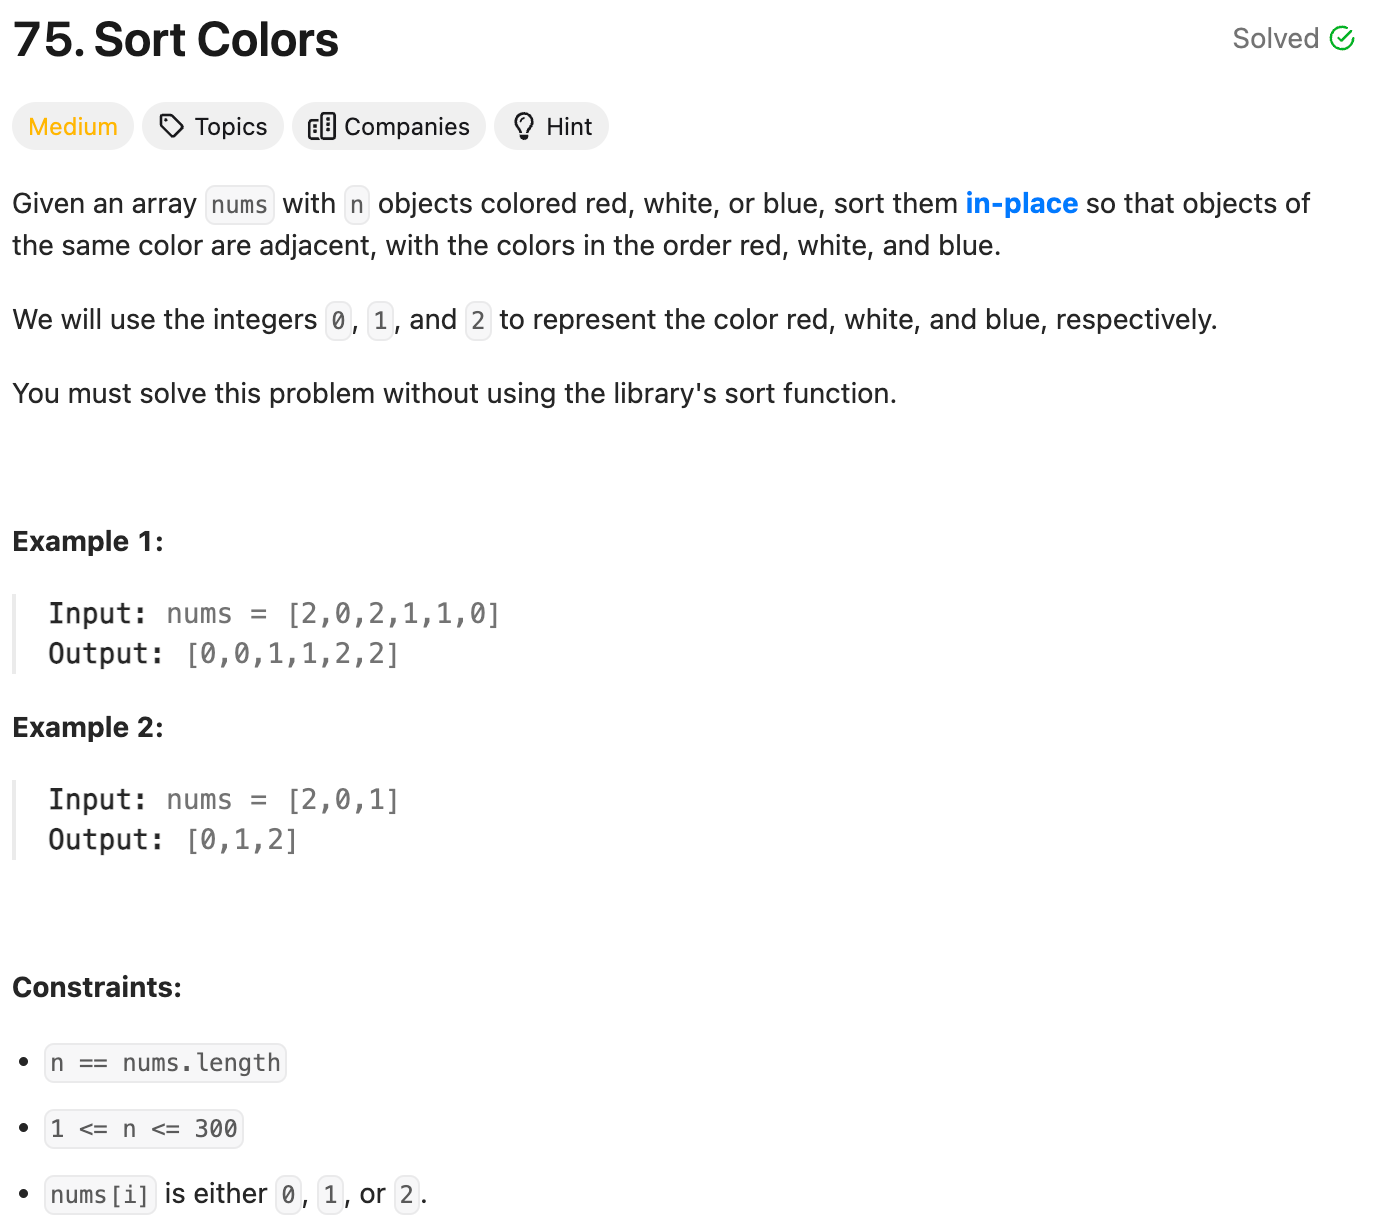 75. Sort Colors
Solved
Medium
Topics
Companies
Hint
Given an array nums with n objects colored red, white, or blue, sort them in-place so that objects of
the same color are adjacent, with the colors in the order red, white, and blue.
We will use the integers 0, 1, and 2 to represent the color red, white, and blue, respectively.
You must solve this problem without using the library's sort function.
Example 1:
Input: nums = [2,0,2,1,1,0]
Output: [0,0,1,1,2,2]
Example 2:
Input: nums = [2,0,1]
Output: [0,1,2]
Constraints:
• n == nums.length
• 1 <= n <= 300
• nums[i] is either 0, 1, or 2.